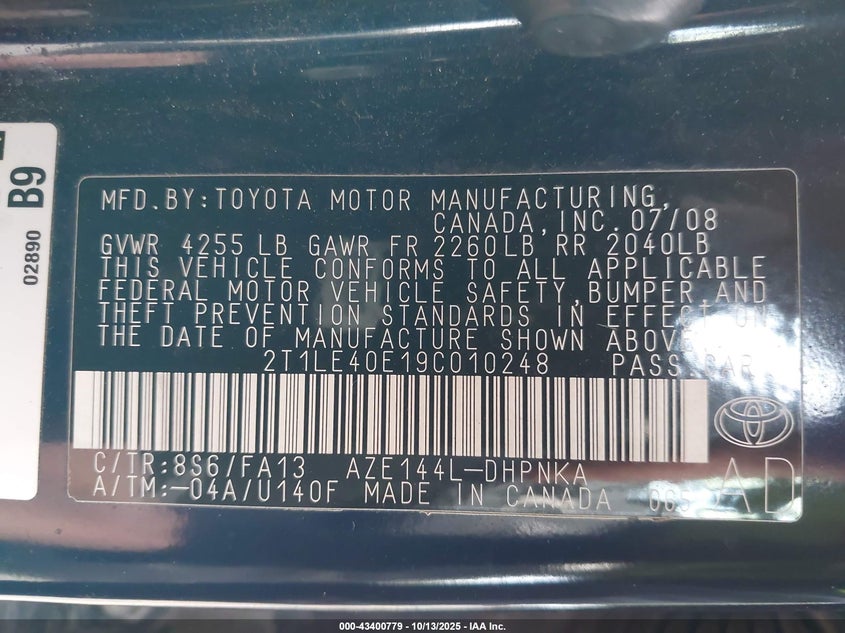 B9
02890
MFD.BY:TOYOTA MOTOR MANUFACTURING,
CANADA,INC.07/08
GVWR 4255 LB GAWR FR 2260LB RR 2040LB
THIS VEHICLE CONFORMS TO ALL APPLICABLE
FEDERAL MOTOR VEHICLE SAFETY,BUMPER,AND
THEFT PREVENTION STANDARDS IN EFFECT ON
THE DATE OF MANUFACTURE SHOWN ABOVE.
2T1LE40E19C010248 PASS.CAR
C/TR:8S6/FA13 AZE144L-DHPNKA
A/TM:-04A/U140F MADE IN CANADA
AD
000-43400779 - 10/13/2025 - IAA Inc.